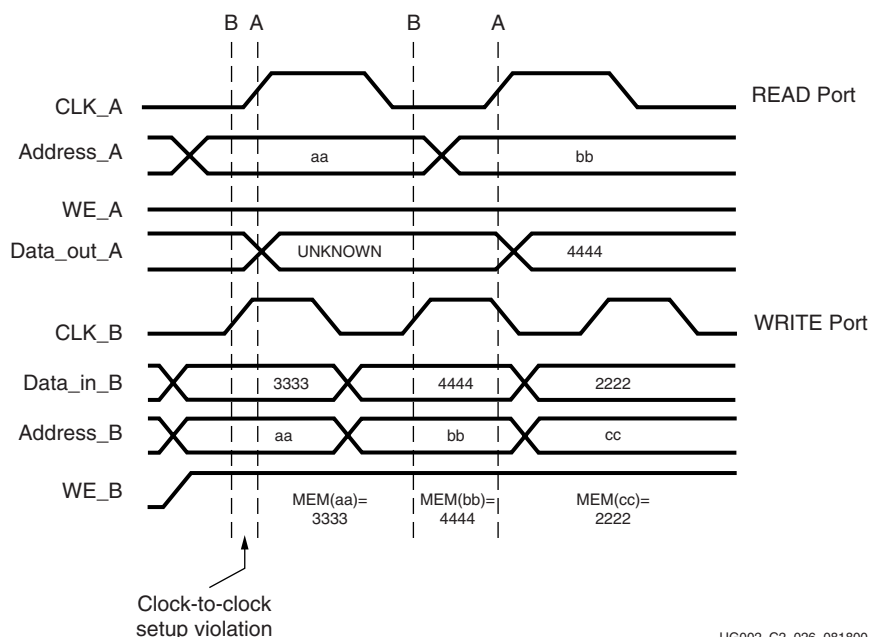 B A B A
CLK_A READ Port
Address_A aa bb
WE_A
Data_out_A UNKNOWN 4444
CLK_B WRITE Port
Data_in_B 3333 4444 2222
Address_B aa bb cc
WE_B
MEM(aa)= MEM(bb)= MEM(cc)=
3333 4444 2222
Clock-to-clock
setup violation
UG002_C2_026_081800